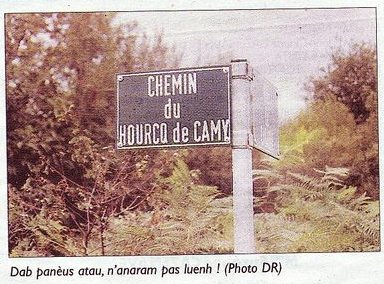 CHEMIN
du
HOURCQ de CAMY
Dab panèus atau, n'anaram pas luenh ! (Photo DR)